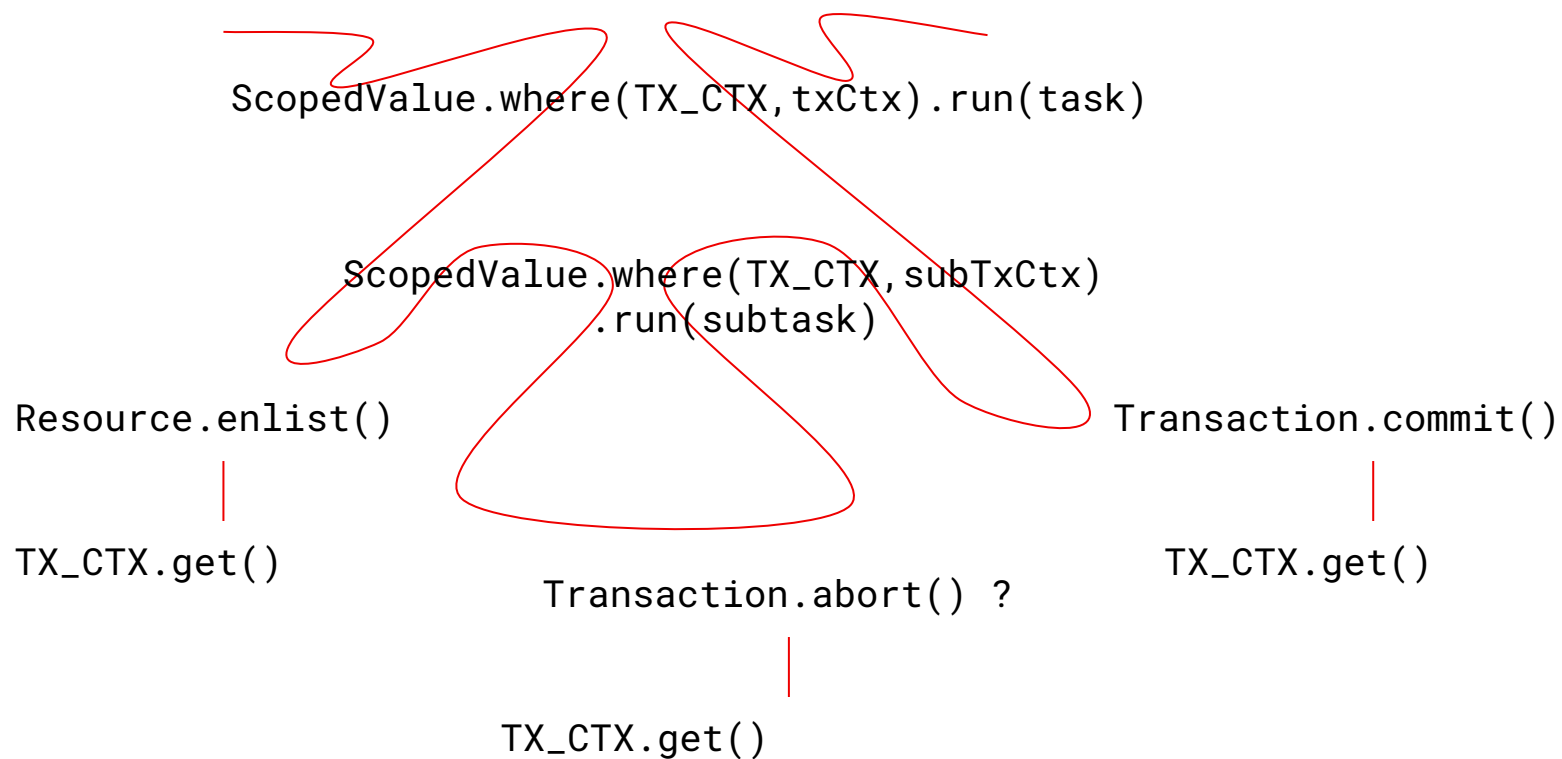 ScopedValue.where(TX_CTX,txCtx).run(task)
ScopedValue.where(TX_CTX,subTxCtx)
.run(subtask)
Resource.enlist()
Transaction.commit()
TX_CTX.get()
TX_CTX.get()
Transaction.abort() ?
TX_CTX.get()